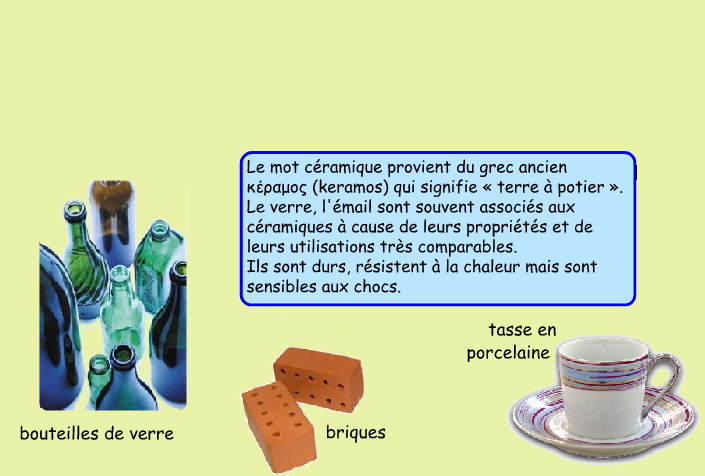 Le mot céramique provient du grec ancien
κέραμος (keramos) qui signifie « terre à potier ».
Le verre, l'émail sont souvent associés aux
céramiques à cause de leurs propriétés et de
leurs utilisations très comparables.
Ils sont durs, résistent à la chaleur mais sont
sensibles aux chocs.
tasse en
porcelaine
bouteilles de verre
briques